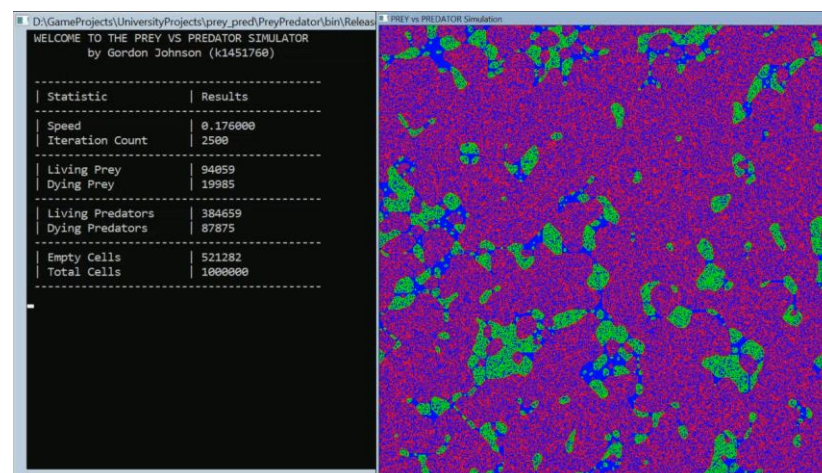 D:\GameProjects\UniversityProjects\prey_pred\PreyPredator\bin\Releas
WELCOME TO THE PREY VS PREDATOR SIMULATOR
by Gordon Johnson (k1451760)
| Statistic | Results
| Speed | 0.176000
| Iteration Count | 2500
| Living Prey | 94059
| Dying Prey | 19985
| Living Predators | 384659
| Dying Predators | 87875
| Empty Cells | 521282
| Total Cells | 1000000
PREY vs PREDATOR Simulation